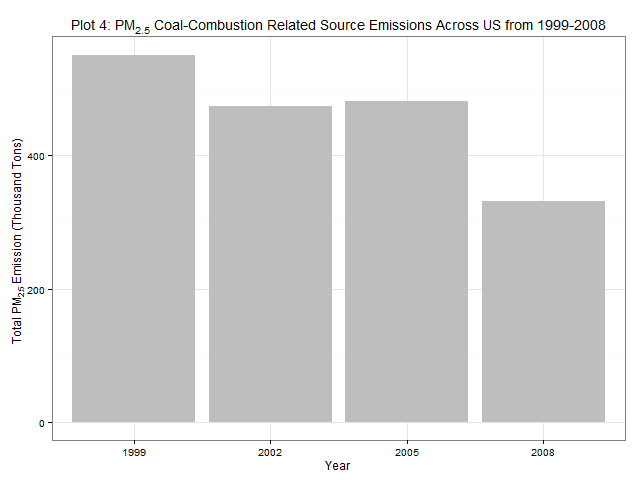 Plot 4: PM2.5 Coal-Combustion Related Source Emissions Across US from 1999-2008
Total PM2.5 Emission (Thousand Tons)
400
200
0
1999 2002 2005 2008
Year